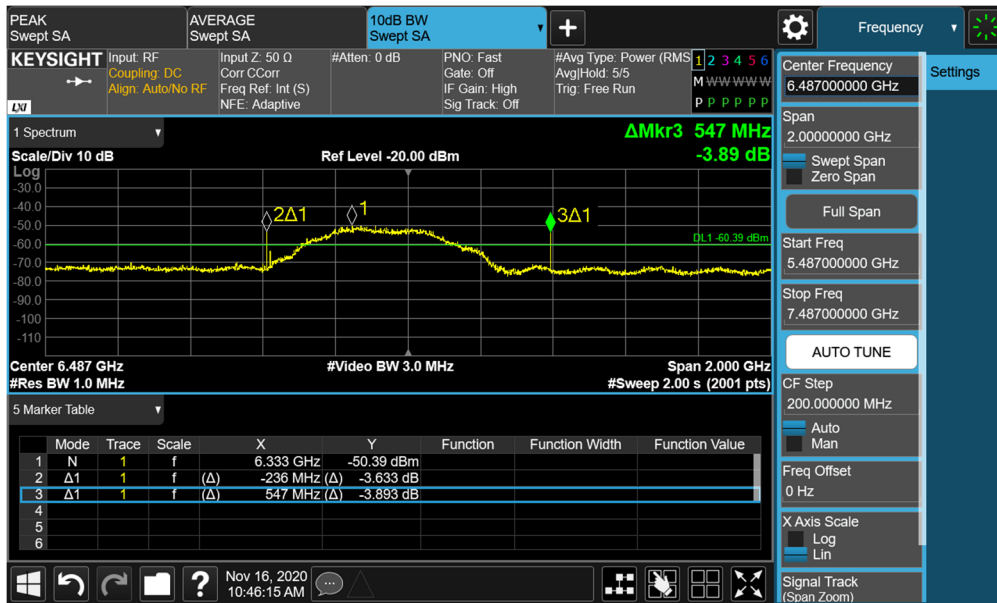 PEAK
Swept SA
AVERAGE
Swept SA
10dB BW
Swept SA
▼
+
Frequency
▼
KEYSIGHT
LXI
Input: RF
Coupling: DC
Align: Auto/No RF
Input Z: 50 Ω
Corr CCorr
Freq Ref: Int (S)
NFE: Adaptive
#Atten: 0 dB
PNO: Fast
Gate: Off
IF Gain: High
Sig Track: Off
#Avg Type: Power (RMS
Avg|Hold: 5/5
Trig: Free Run
1 2 3 4 5 6
M W W W W W
P P P P P P
1 Spectrum
▼
Scale/Div 10 dB
Ref Level -20.00 dBm
ΔMkr3 547 MHz
-3.89 dB
Log
-30.0
-40.0
-50.0
-60.0
-70.0
-80.0
-90.0
-100
-110
2Δ1
1
3Δ1
DL1 -60.39 dBm
Center 6.487 GHz
#Video BW 3.0 MHz
Span 2.000 GHz
#Res BW 1.0 MHz
#Sweep 2.00 s (2001 pts)
5 Marker Table
▼
Mode Trace Scale X Y Function Function Width Function Value
1 N 1 f 6.333 GHz -50.39 dBm
2 Δ1 1 f (Δ) -236 MHz (Δ) -3.633 dB
3 Δ1 1 f (Δ) 547 MHz (Δ) -3.893 dB
4
5
6
Center Frequency
6.487000000 GHz
Settings
Span
2.00000000 GHz
Swept Span
Zero Span
Full Span
Start Freq
5.487000000 GHz
Stop Freq
7.487000000 GHz
AUTO TUNE
CF Step
200.000000 MHz
Auto
Man
Freq Offset
0 Hz
X Axis Scale
Log
Lin
Signal Track
(Span Zoom)
?
Nov 16, 2020
10:46:15 AM